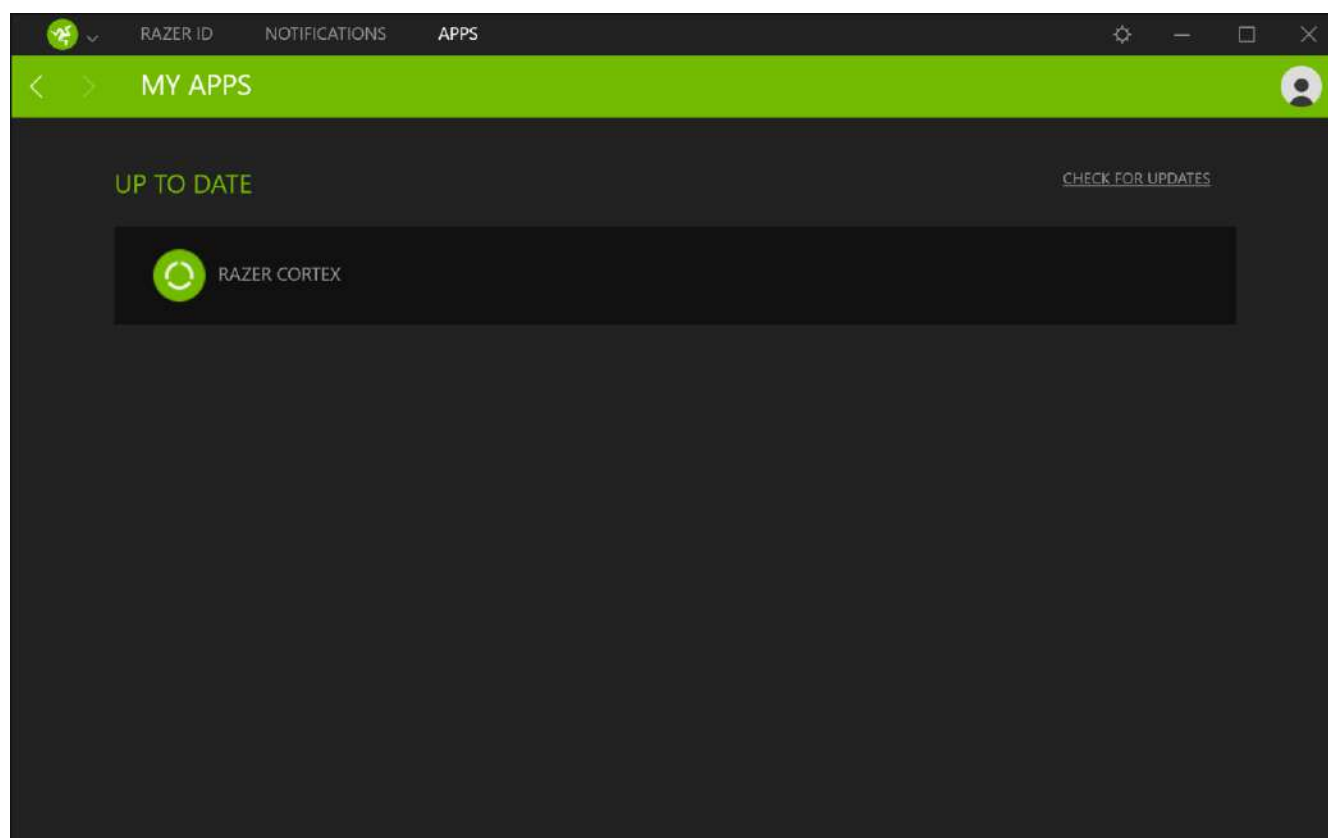 RAZER ID NOTIFICATIONS APPS
MY APPS
UP TO DATE CHECK FOR UPDATES
RAZER CORTEX